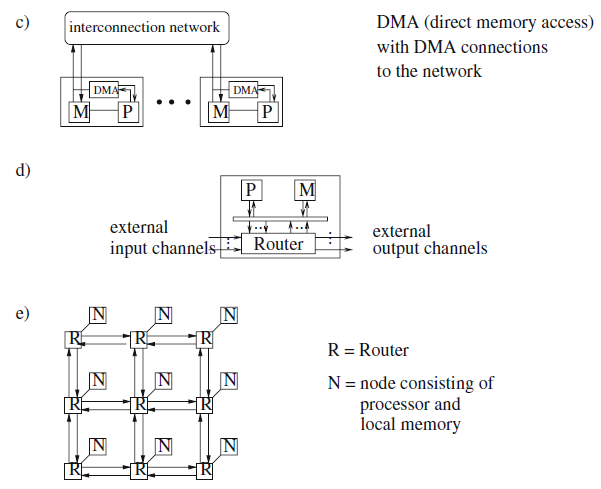 c)
interconnection network
DMA (direct memory access)
with DMA connections
to the network
DMA
DMA
M P
M P
d)
P M
external
input channels
Router
external
output channels
e)
N N N
R R R
N N N
R R R
N N N
R R R
R = Router
N = node consisting of
processor and
local memory